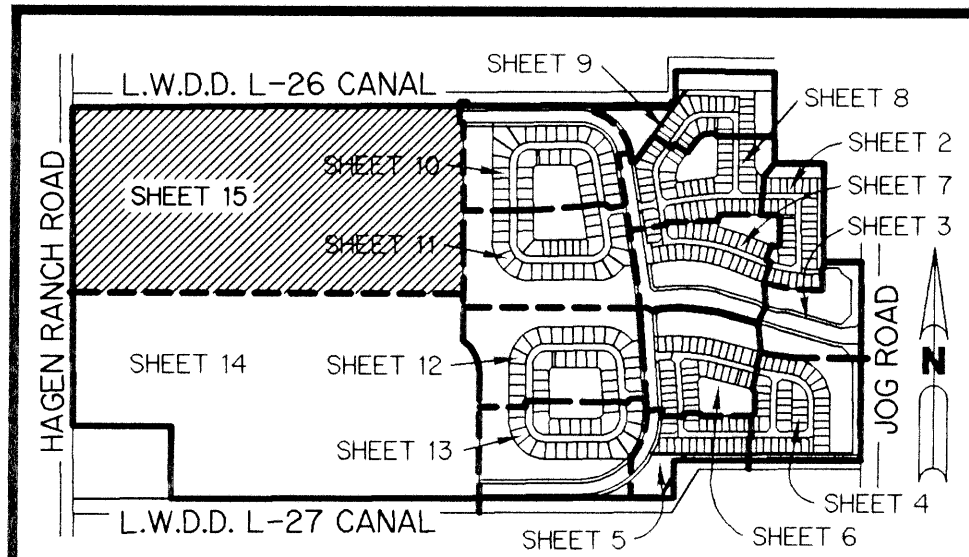 L.W.D.D. L-26 CANAL
SHEET 9
SHEET 8
SHEET 2
SHEET 7
SHEET 3
SHEET 10
SHEET 15
SHEET 11
HAGEN RANCH ROAD
SHEET 14
SHEET 12
SHEET 13
JOG ROAD
N
SHEET 4
L.W.D.D. L-27 CANAL
SHEET 5
SHEET 6